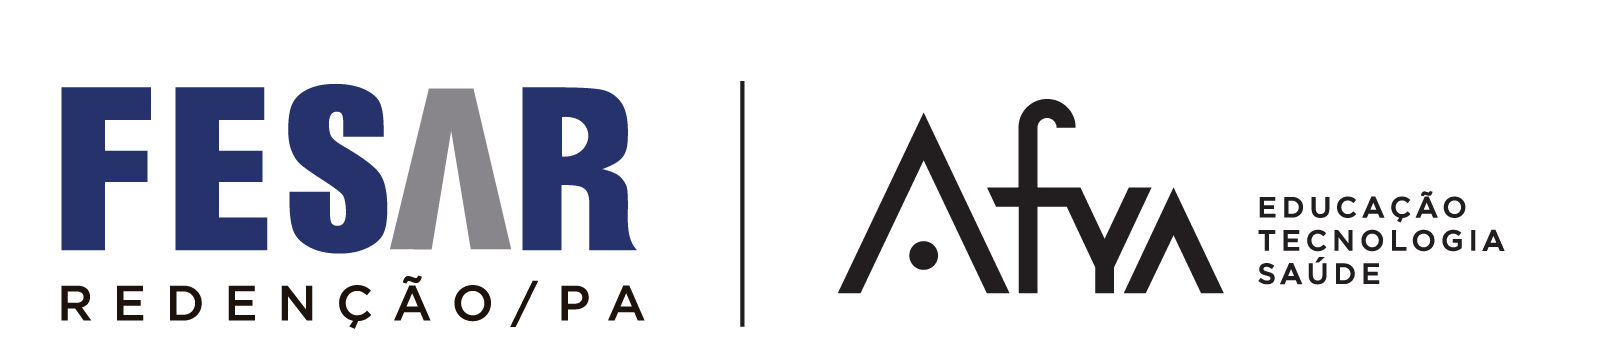 FESAR
REDENÇÃO/PA
Afya
EDUCAÇÃO
TECNOLOGIA
SAÚDE